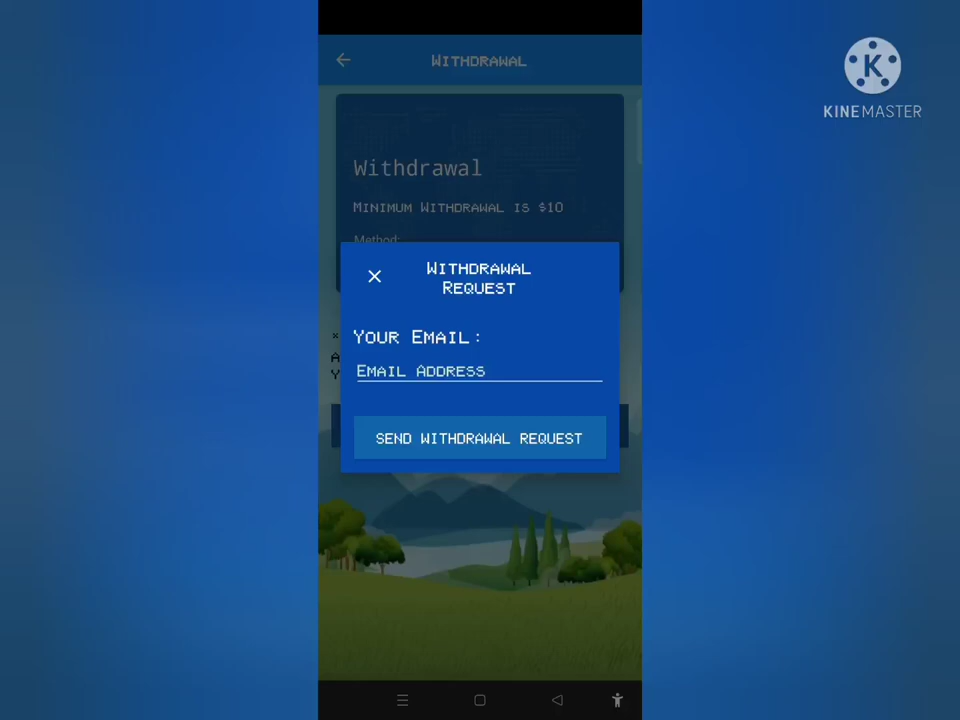 Withdrawal
Withdrawal
Minimum Withdrawal is $10
Method:
Withdrawal
Request
×
A
Y
Your Email:
Email Address
SEND WITHDRAWAL REQUEST
K
KINEMASTER